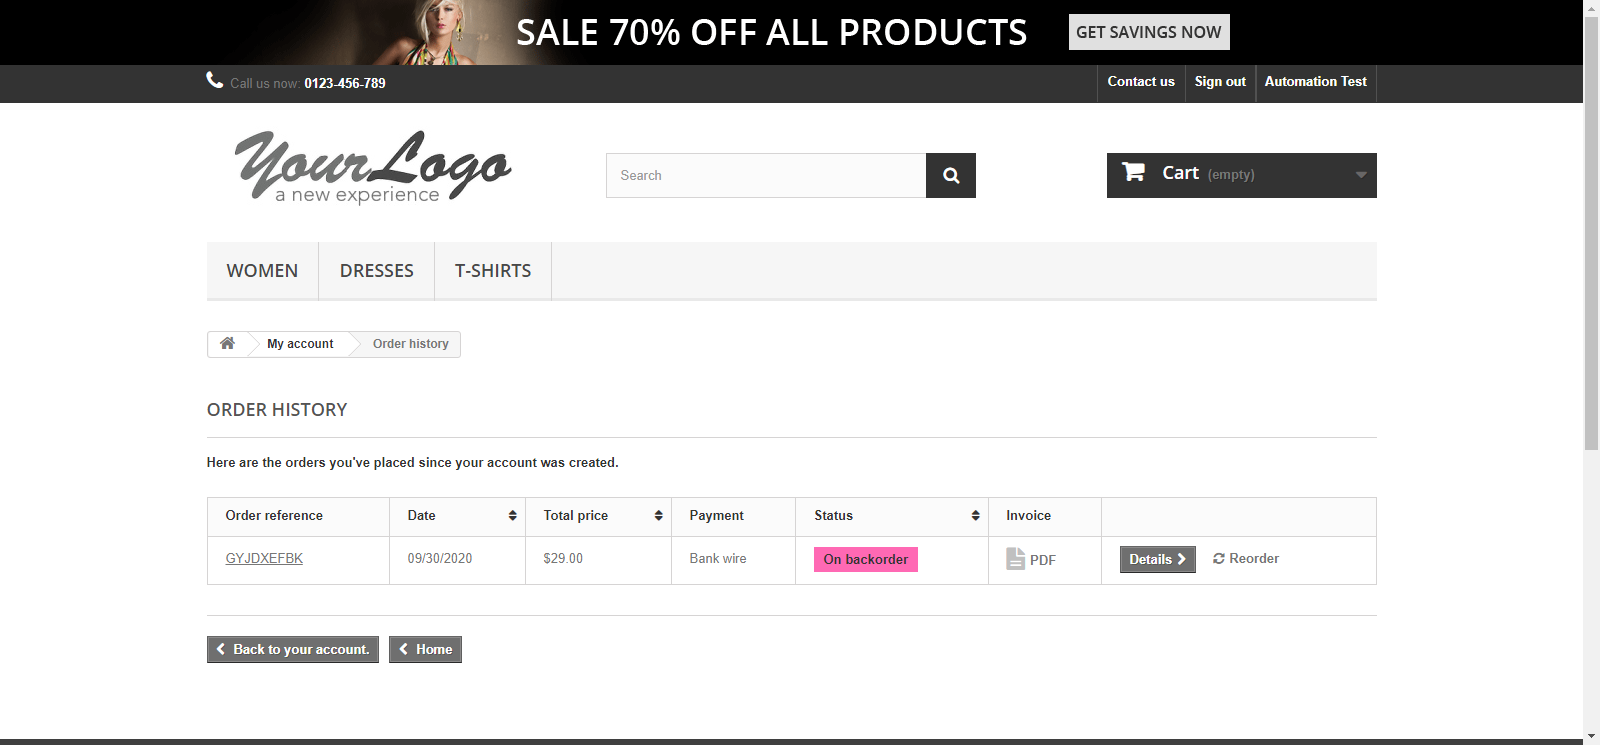 SALE 70% OFF ALL PRODUCTS GET SAVINGS NOW
Call us now: 0123-456-789 Contact us Sign out Automation Test
Your Logo
a new experience
Search
Cart (empty)
WOMEN DRESSES T-SHIRTS
My account Order history
ORDER HISTORY
Here are the orders you've placed since your account was created.
Order reference Date Total price Payment Status Invoice
GYJDXEFBK 09/30/2020 $29.00 Bank wire On backorder PDF Details Reorder
Back to your account. Home